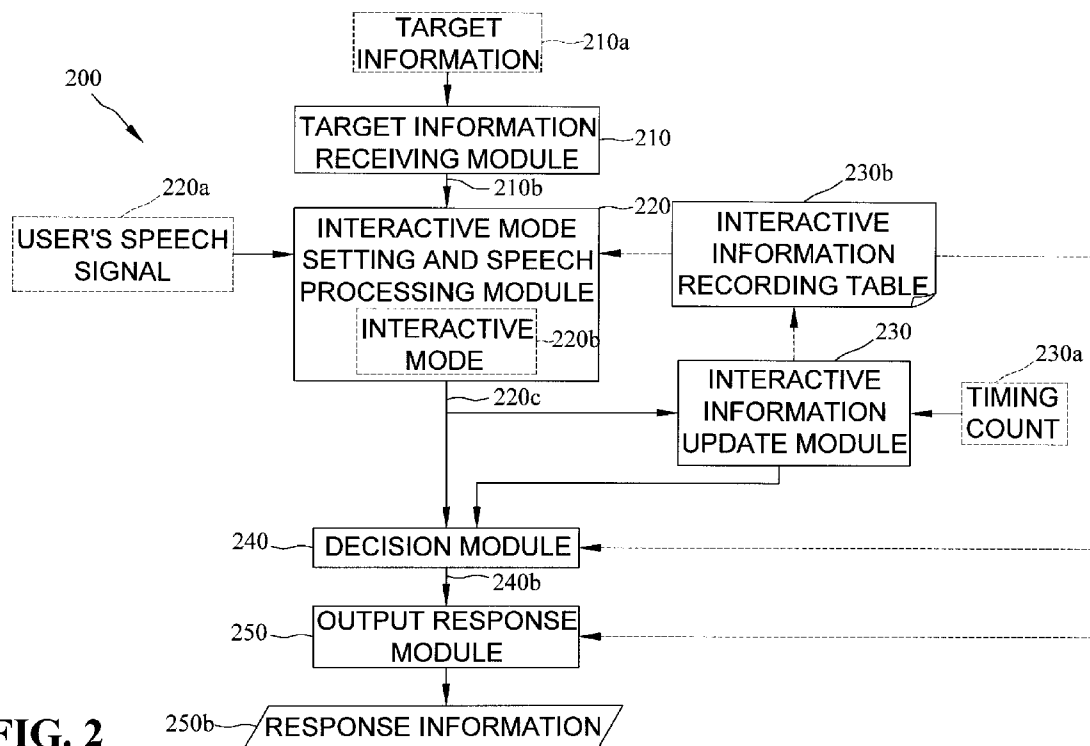 TARGET
INFORMATION
210a
200
TARGET INFORMATION
RECEIVING MODULE
210
210b
220a
USER'S SPEECH
SIGNAL
220
INTERACTIVE MODE
SETTING AND SPEECH
PROCESSING MODULE
INTERACTIVE
MODE
220b
230b
INTERACTIVE
INFORMATION
RECORDING TABLE
220c
230
INTERACTIVE
INFORMATION
UPDATE MODULE
230a
TIMING
COUNT
240
DECISION MODULE
240b
250
OUTPUT RESPONSE
MODULE
250b
RESPONSE INFORMATION
FIG. 2